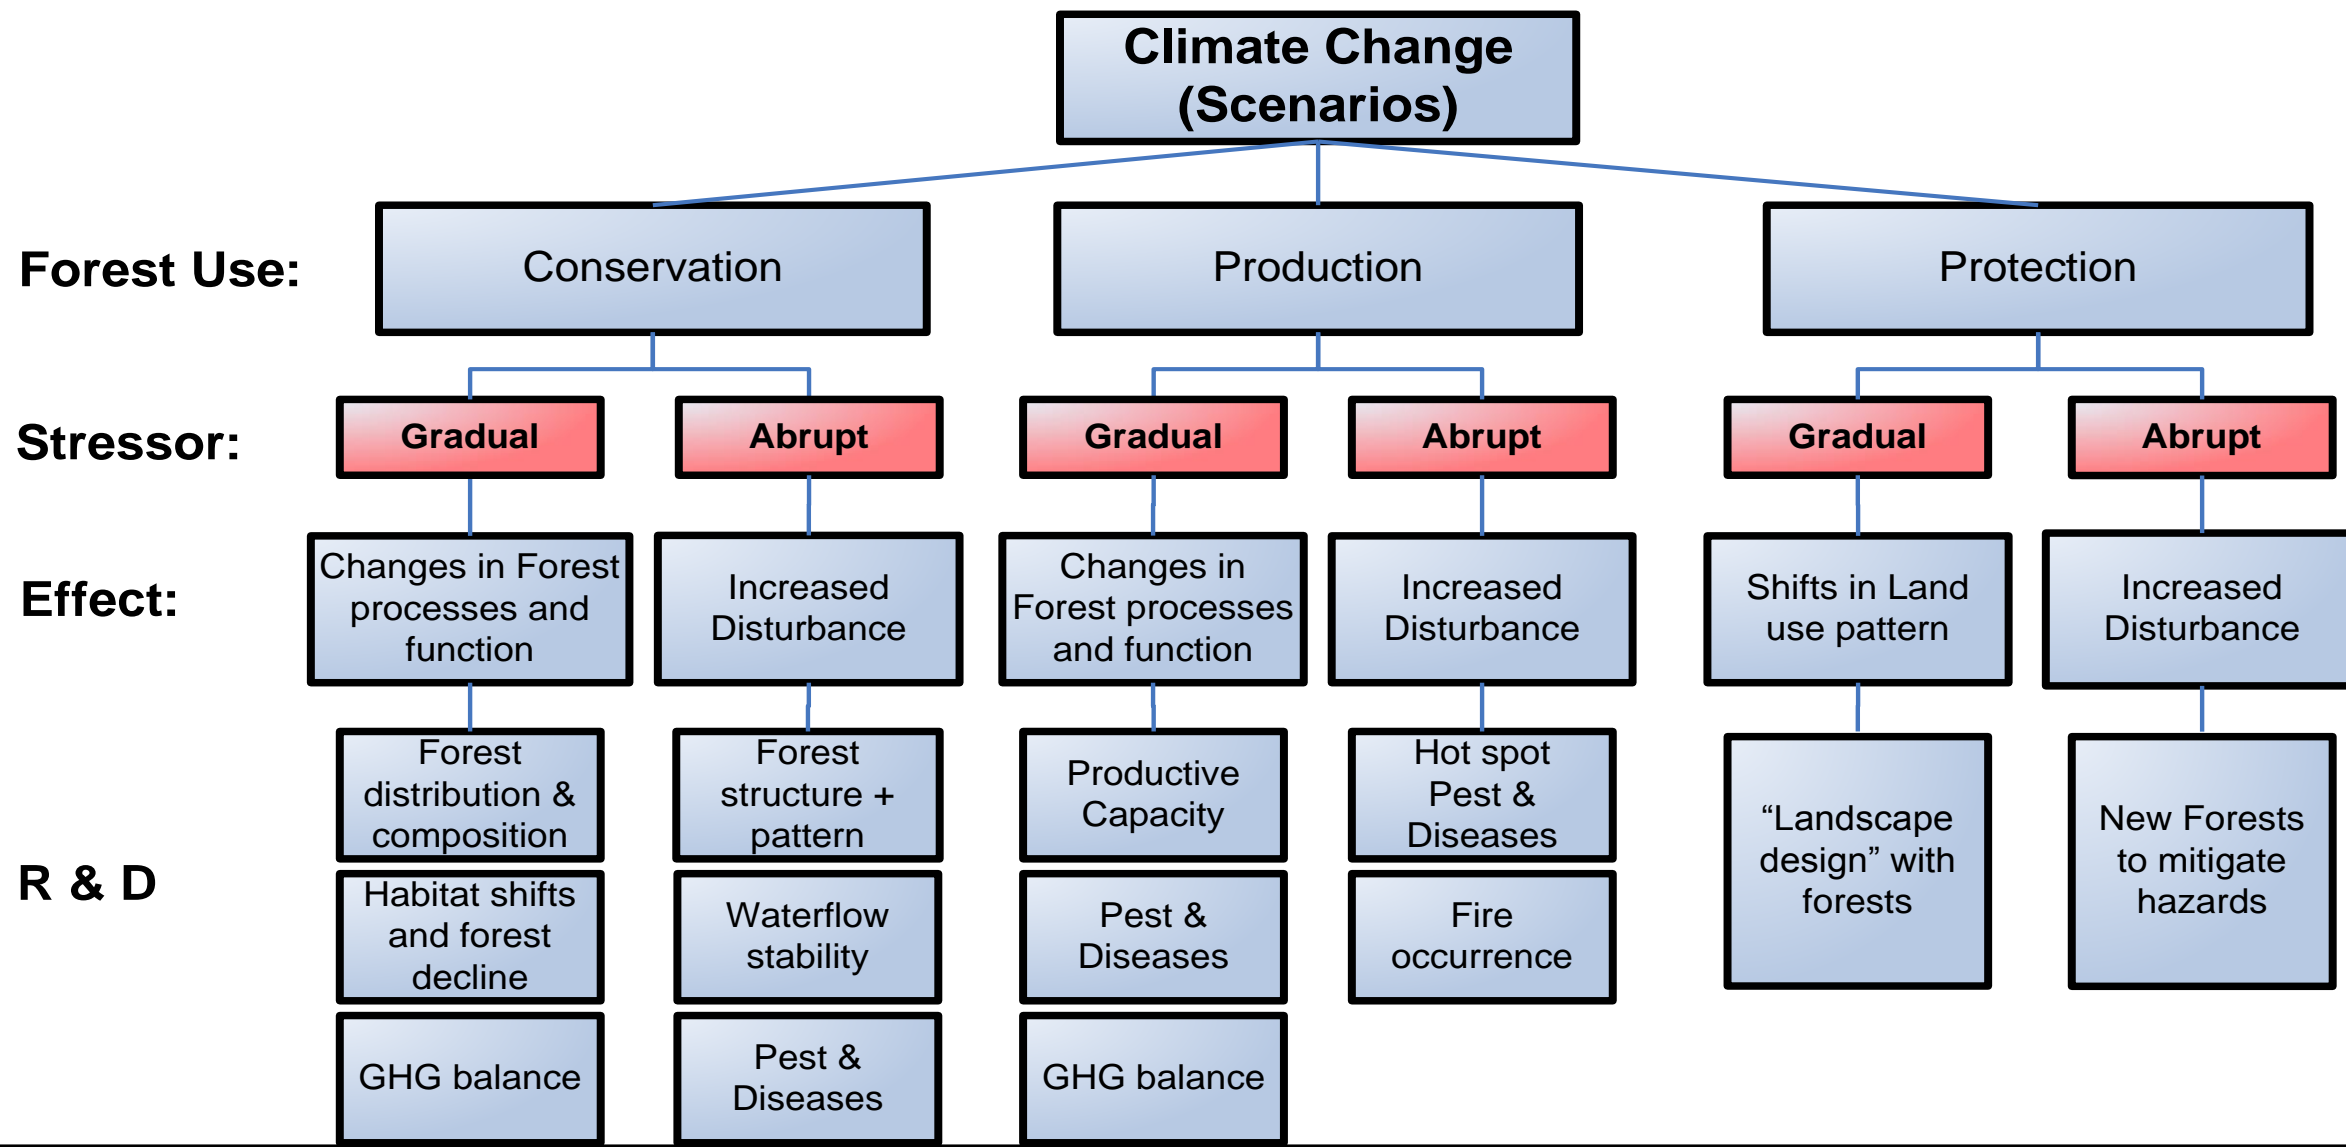 Climate Change
(Scenarios)
Forest Use:
Conservation
Production
Protection
Stressor:
Gradual
Abrupt
Gradual
Abrupt
Gradual
Abrupt
Effect:
Changes in Forest
processes and
function
Increased
Disturbance
Changes in
Forest processes
and function
Increased
Disturbance
Shifts in Land
use pattern
Increased
Disturbance
R & D
Forest
distribution &
composition
Forest
structure +
pattern
Productive
Capacity
Hot spot
Pest &
Diseases
“Landscape
design” with
forests
New Forests
to mitigate
hazards
Habitat shifts
and forest
decline
Waterflow
stability
Pest &
Diseases
Fire
occurrence
GHG balance
Pest &
Diseases
GHG balance